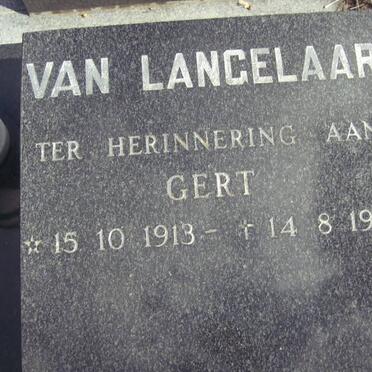 VAN LANGELAAR
TER HERINNERING AAN
GERT
☆ 15 10 1913 - † 14 8 19